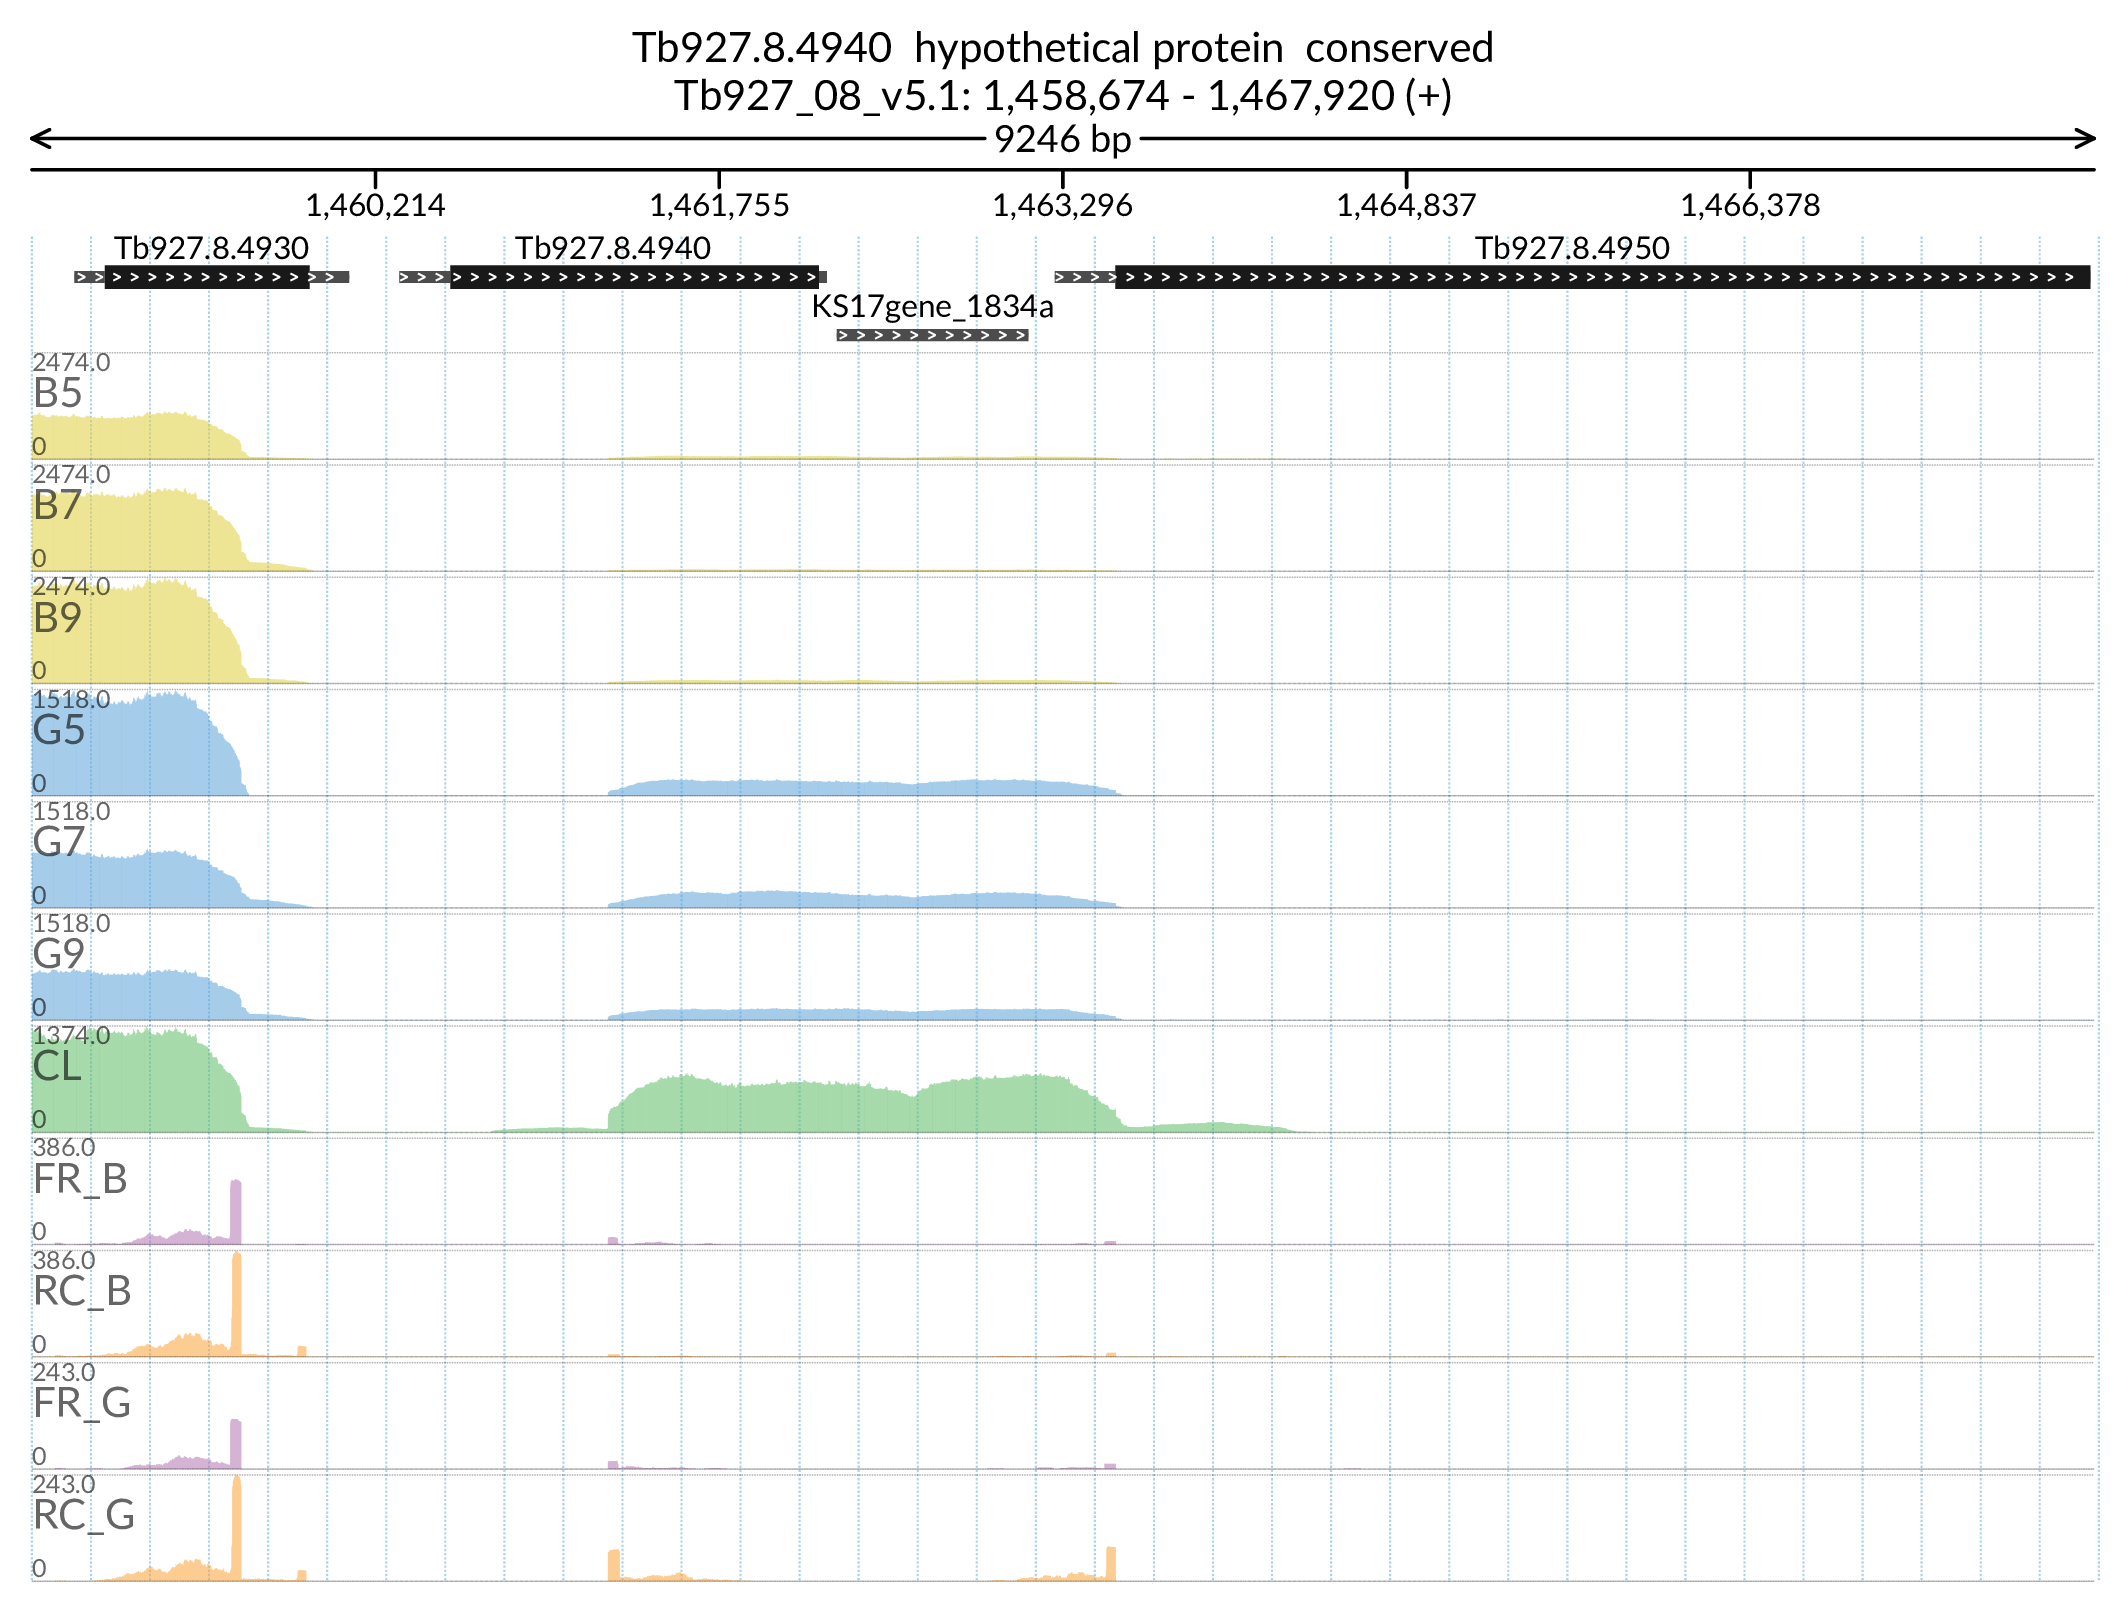 Tb927.8.4940 hypothetical protein conserved
Tb927_08_v5.1: 1,458,674 - 1,467,920 (+)
9246 bp
1,460,214 1,461,755 1,463,296 1,464,837 1,466,378
Tb927.8.4930 Tb927.8.4940 Tb927.8.4950
KS17gene_1834a
2474.0
B5
0
2474.0
B7
0
2474.0
B9
0
1518.0
G5
0
1518.0
G7
0
1518.0
G9
0
1374.0
CL
0
386.0
FR_B
0
386.0
RC_B
0
243.0
FR_G
0
243.0
RC_G
0